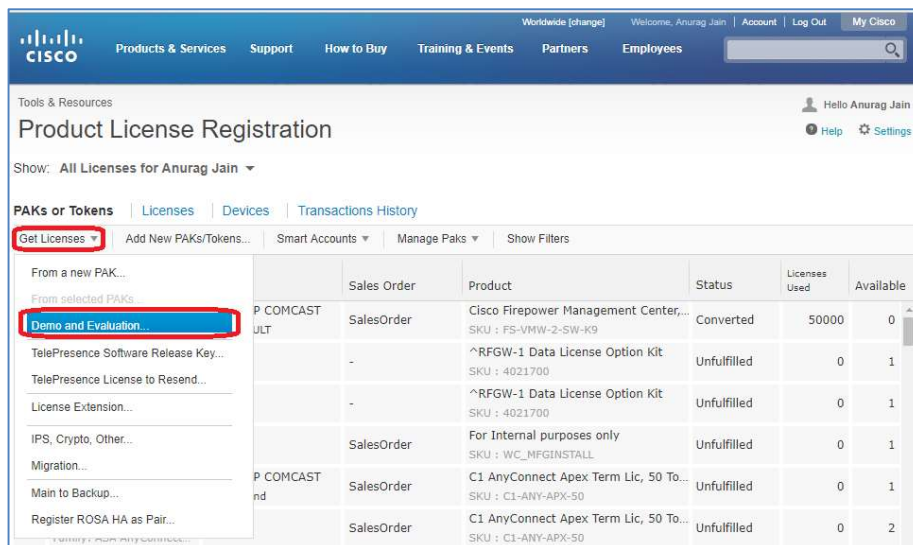 Worldwide [change] Welcome, Anurag Jain | Account | Log Out My Cisco
CISCO Products & Services Support How to Buy Training & Events Partners Employees
Tools & Resources
Hello Anurag Jain
Product License Registration
Help Settings
Show: All Licenses for Anurag Jain
PAKs or Tokens | Licenses | Devices | Transactions History
Get Licenses Add New PAKs/Tokens... Smart Accounts Manage Paks Show Filters
From a new PAK...
From selected PAKs...
Demo and Evaluation...
TelePresence Software Release Key...
TelePresence License to Resend...
License Extension...
IPS, Crypto, Other...
Migration...
Main to Backup...
Register ROSA HA as Pair...
Sales Order Product Status Licenses Used Available
P COMCAST ULT SalesOrder Cisco Firepower Management Center,... SKU : FS-VMW-2-SW-K9 Converted 50000 0
- ^RFGW-1 Data License Option Kit SKU : 4021700 Unfulfilled 0 1
- ^RFGW-1 Data License Option Kit SKU : 4021700 Unfulfilled 0 1
SalesOrder For Internal purposes only SKU : WC_MFGINSTALL Unfulfilled 0 1
P COMCAST nd SalesOrder C1 AnyConnect Apex Term Lic, 50 To... SKU : C1-ANY-APX-50 Unfulfilled 0 1
SalesOrder C1 AnyConnect Apex Term Lic, 50 To... SKU : C1-ANY-APX-50 Unfulfilled 0 2